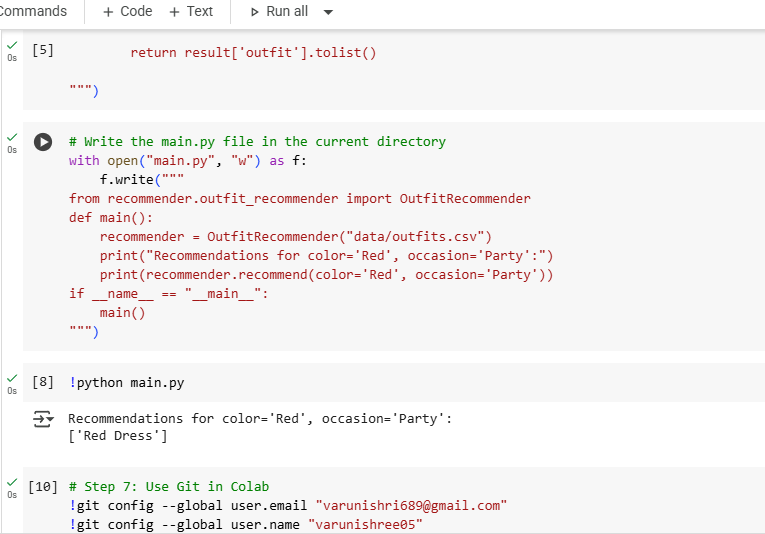 Commands + Code + Text Run all
0s [5] return result['outfit'].tolist()
""")
0s # Write the main.py file in the current directory
with open("main.py", "w") as f:
    f.write("""
from recommender.outfit_recommender import OutfitRecommender
def main():
    recommender = OutfitRecommender("data/outfits.csv")
    print("Recommendations for color='Red', occasion='Party':")
    print(recommender.recommend(color='Red', occasion='Party'))
if __name__ == "__main__":
    main()
""")
0s [8] !python main.py
Recommendations for color='Red', occasion='Party':
['Red Dress']
0s [10] # Step 7: Use Git in Colab
!git config --global user.email "varunishri689@gmail.com"
!git config --global user.name "varunishree05"